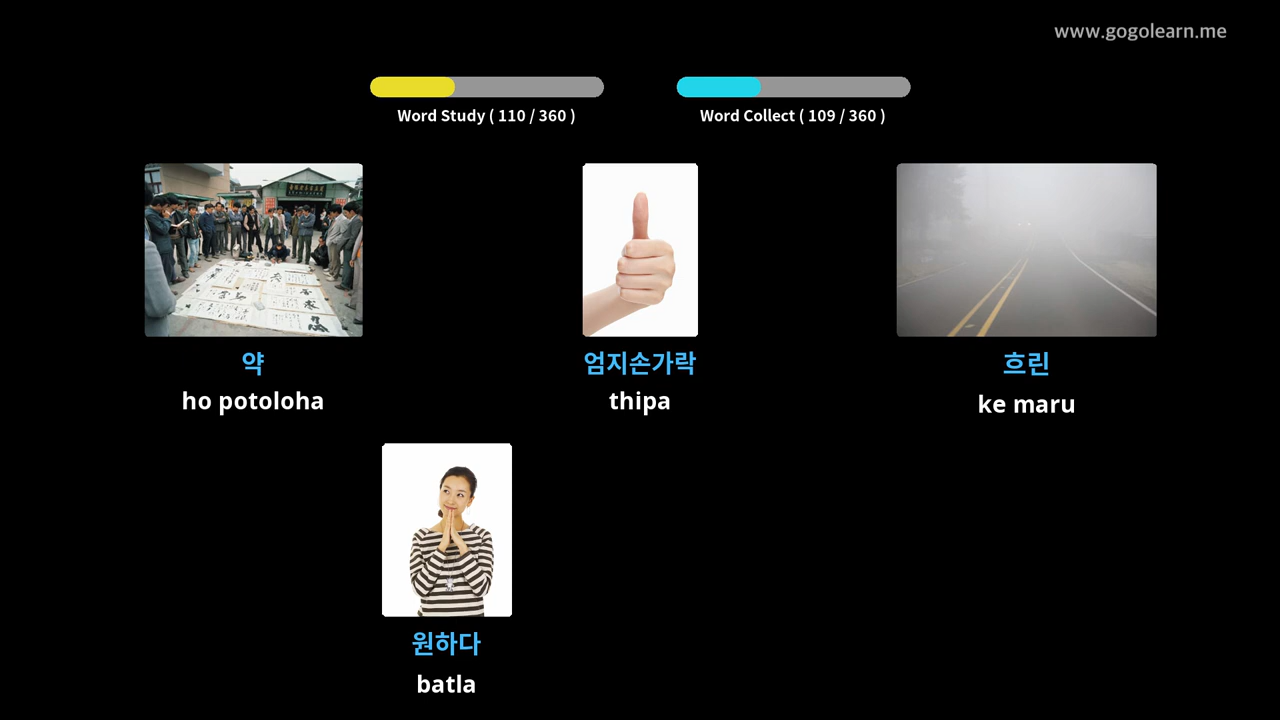 www.gogolearn.me
Word Study ( 110 / 360 )
Word Collect ( 109 / 360 )
약
ho potoloha
엄지손가락
thipa
흐린
ke maru
원하다
batla